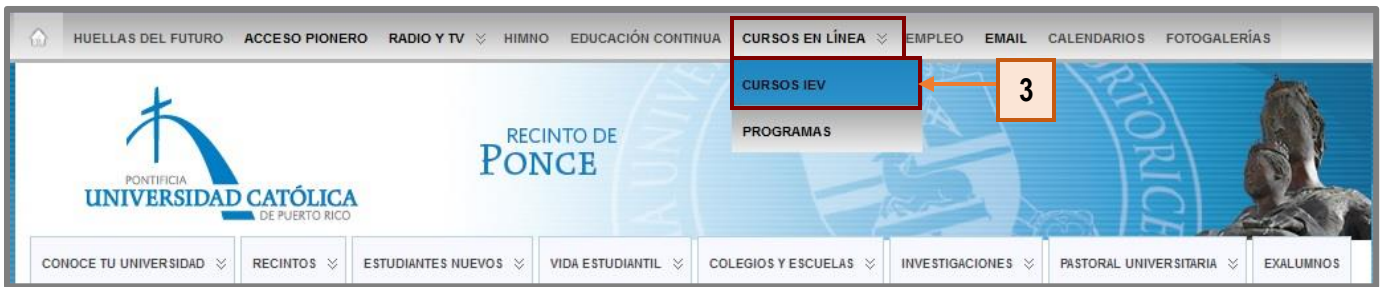 HUELLAS DEL FUTURO ACCESO PIONERO RADIO Y TV HIMNO EDUCACIÓN CONTINUA CURSOS EN LÍNEA EMPLEO EMAIL CALENDARIOS FOTOGALERÍAS
CURSOS IEV
3
PROGRAMAS
RECINTO DE
PONCE
PONTIFICIA
UNIVERSIDAD CATÓLICA
DE PUERTO RICO
CONOCE TU UNIVERSIDAD RECINTOS ESTUDIANTES NUEVOS VIDA ESTUDIANTIL COLEGIOS Y ESCUELAS INVESTIGACIONES PASTORAL UNIVERSITARIA EXALUMNOS